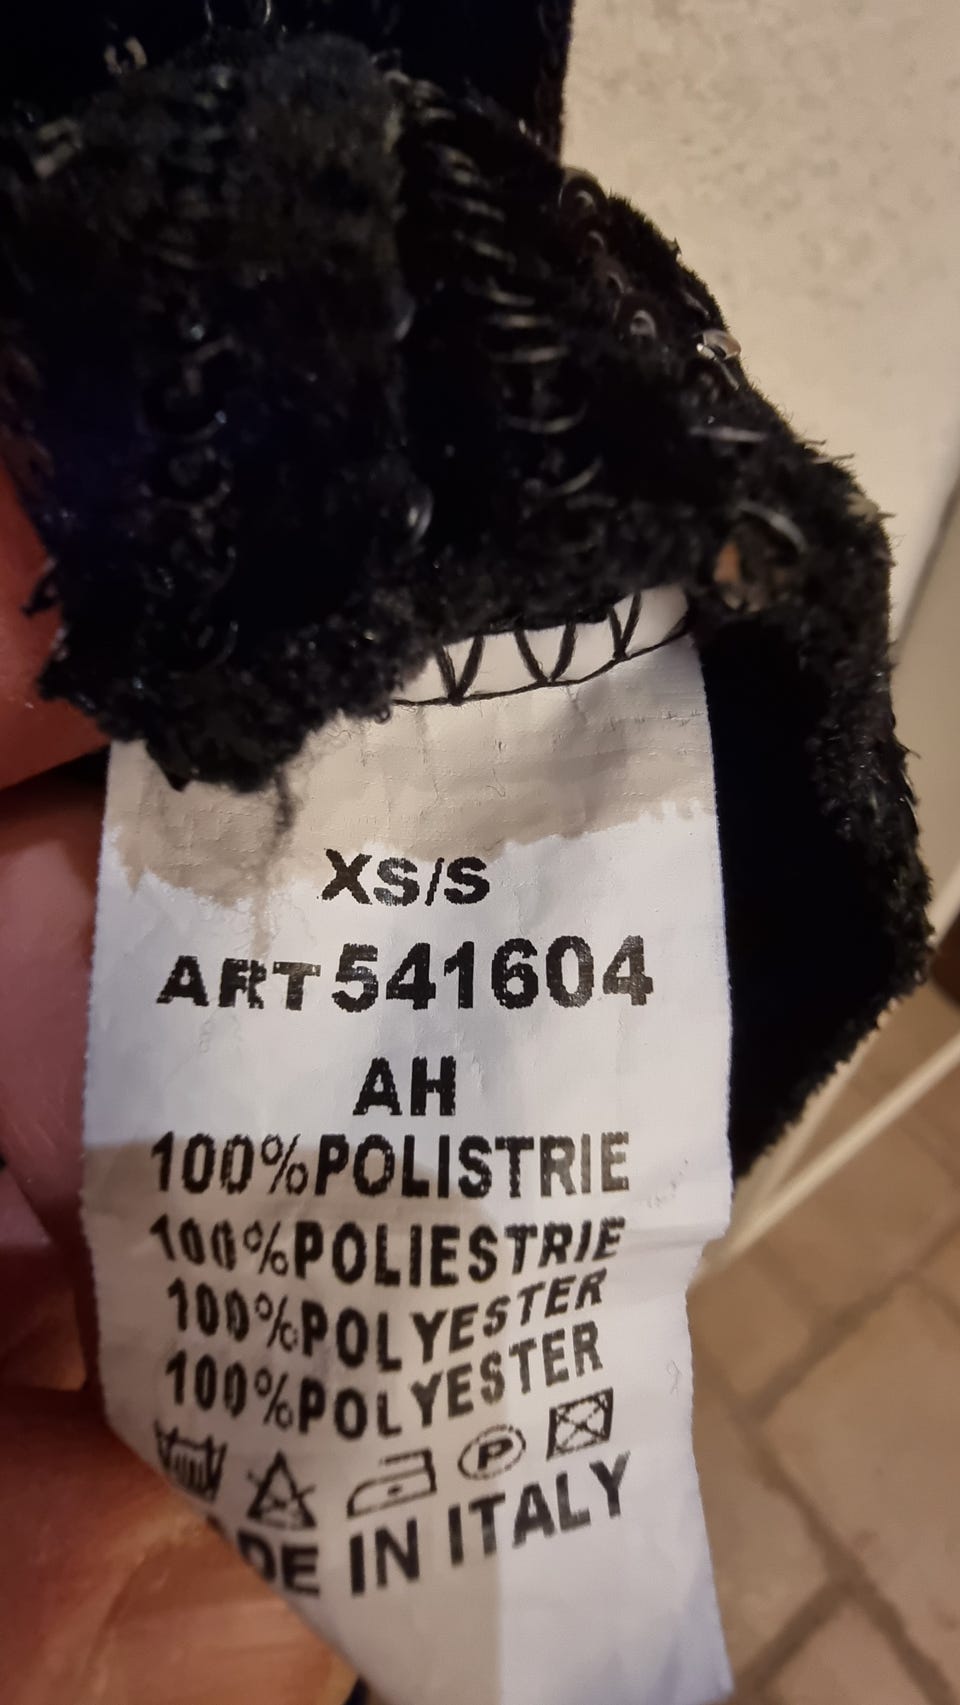 XS/S
ART 541604
AH
100%POLISTRIE
100%POLIESTRIE
100%POLYESTER
100%POLYESTER
P
DE IN ITALY